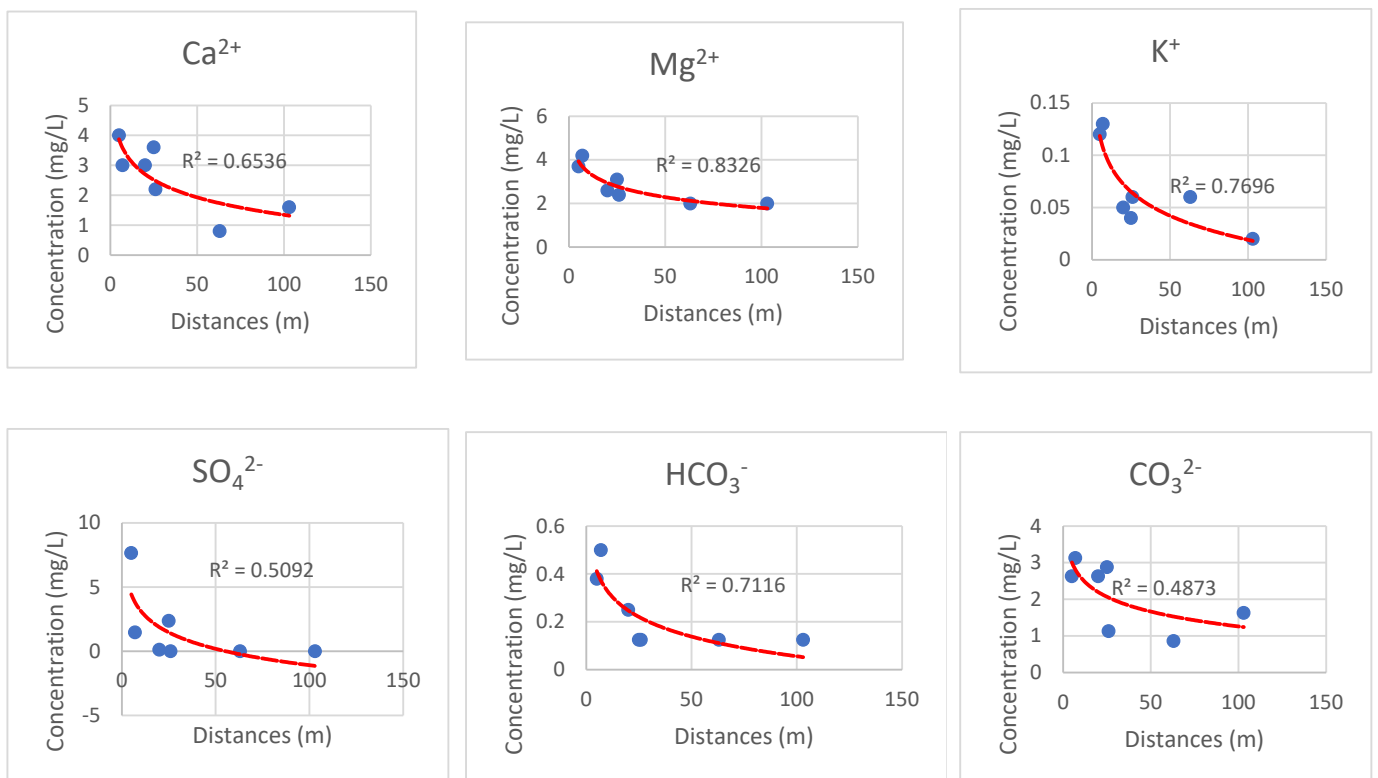 Ca²⁺
Concentration (mg/L)
5
4
3
2
1
0
R² = 0.6536
0 50 100 150
Distances (m)
Mg²⁺
Concentration (mg/L)
6
4
2
0
R² = 0.8326
0 50 100 150
Distances (m)
K⁺
Concentration (mg/L)
0.15
0.1
0.05
0
R² = 0.7696
0 50 100 150
Distances (m)
SO₄²⁻
Concentration (mg/L)
10
5
0
-5
R² = 0.5092
0 50 100 150
Distances (m)
HCO₃⁻
Concentration (mg/L)
0.6
0.4
0.2
0
R² = 0.7116
0 50 100 150
Distances (m)
CO₃²⁻
Concentration (mg/L)
4
3
2
1
0
R² = 0.4873
0 50 100 150
Distances (m)